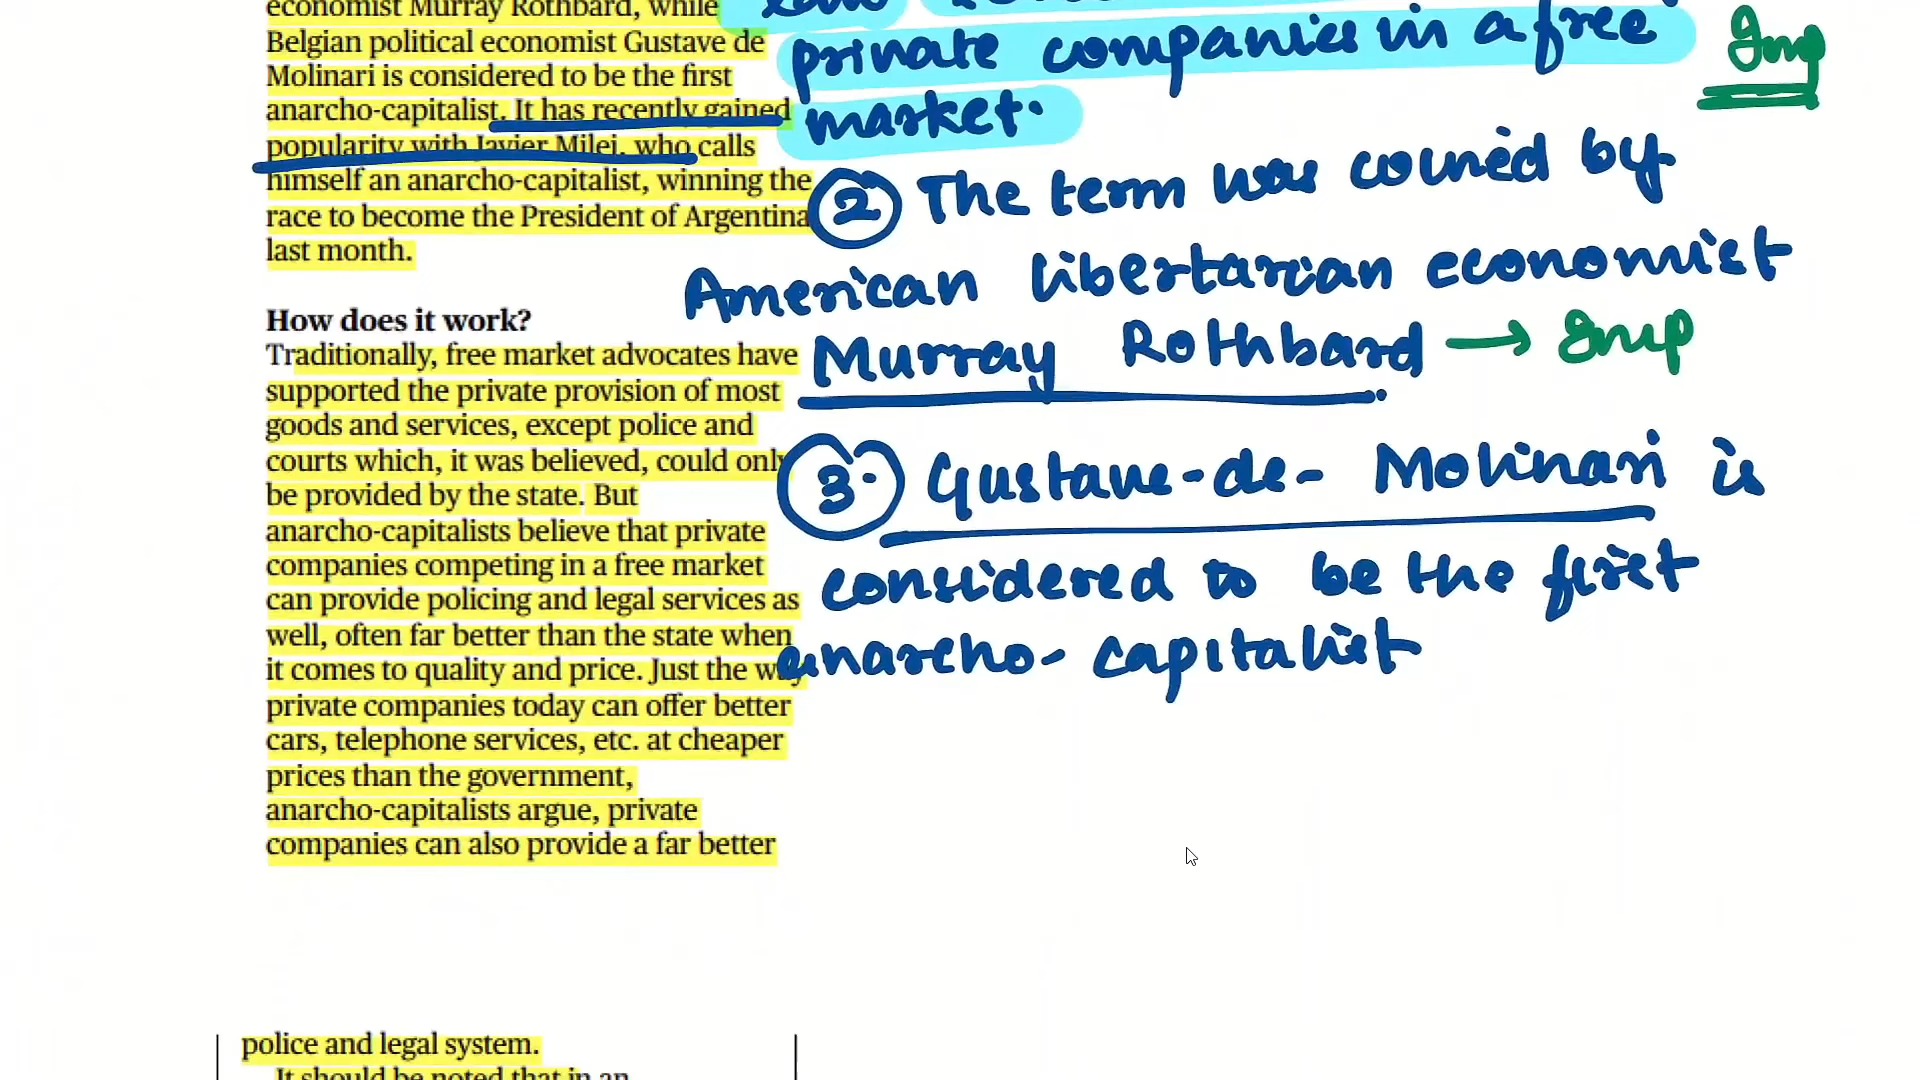 economist Murray Rothbard, while
Belgian political economist Gustave de
Molinari is considered to be the first
anarcho-capitalist. It has recently gained
popularity with Javier Milei, who calls
himself an anarcho-capitalist, winning the
race to become the President of Argentina
last month.
How does it work?
Traditionally, free market advocates have
supported the private provision of most
goods and services, except police and
courts which, it was believed, could only
be provided by the state. But
anarcho-capitalists believe that private
companies competing in a free market
can provide policing and legal services as
well, often far better than the state when
it comes to quality and price. Just the way
private companies today can offer better
cars, telephone services, etc. at cheaper
prices than the government,
anarcho-capitalists argue, private
companies can also provide a far better
police and legal system.
It should be noted that in an
private companies in a free
market.
Imp
2 The term was coined by
American libertarian economist
Murray Rothbard → Imp
3. Gustave-de-Molinari is
considered to be the first
anarcho-capitalist